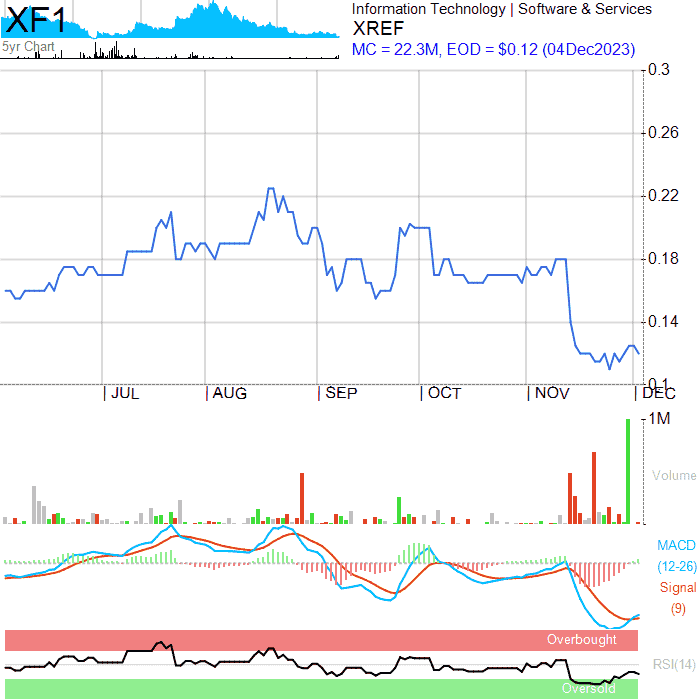 XF1
5yr Chart
Information Technology | Software & Services
XREF
MC = 22.3M, EOD = $0.12 (04Dec2023)
0.3
0.26
0.22
0.18
0.14
0.1
JUL AUG SEP OCT NOV DEC
1M
Volume
MACD
(12-26)
Signal
(9)
Overbought
RSI(14)
Oversold